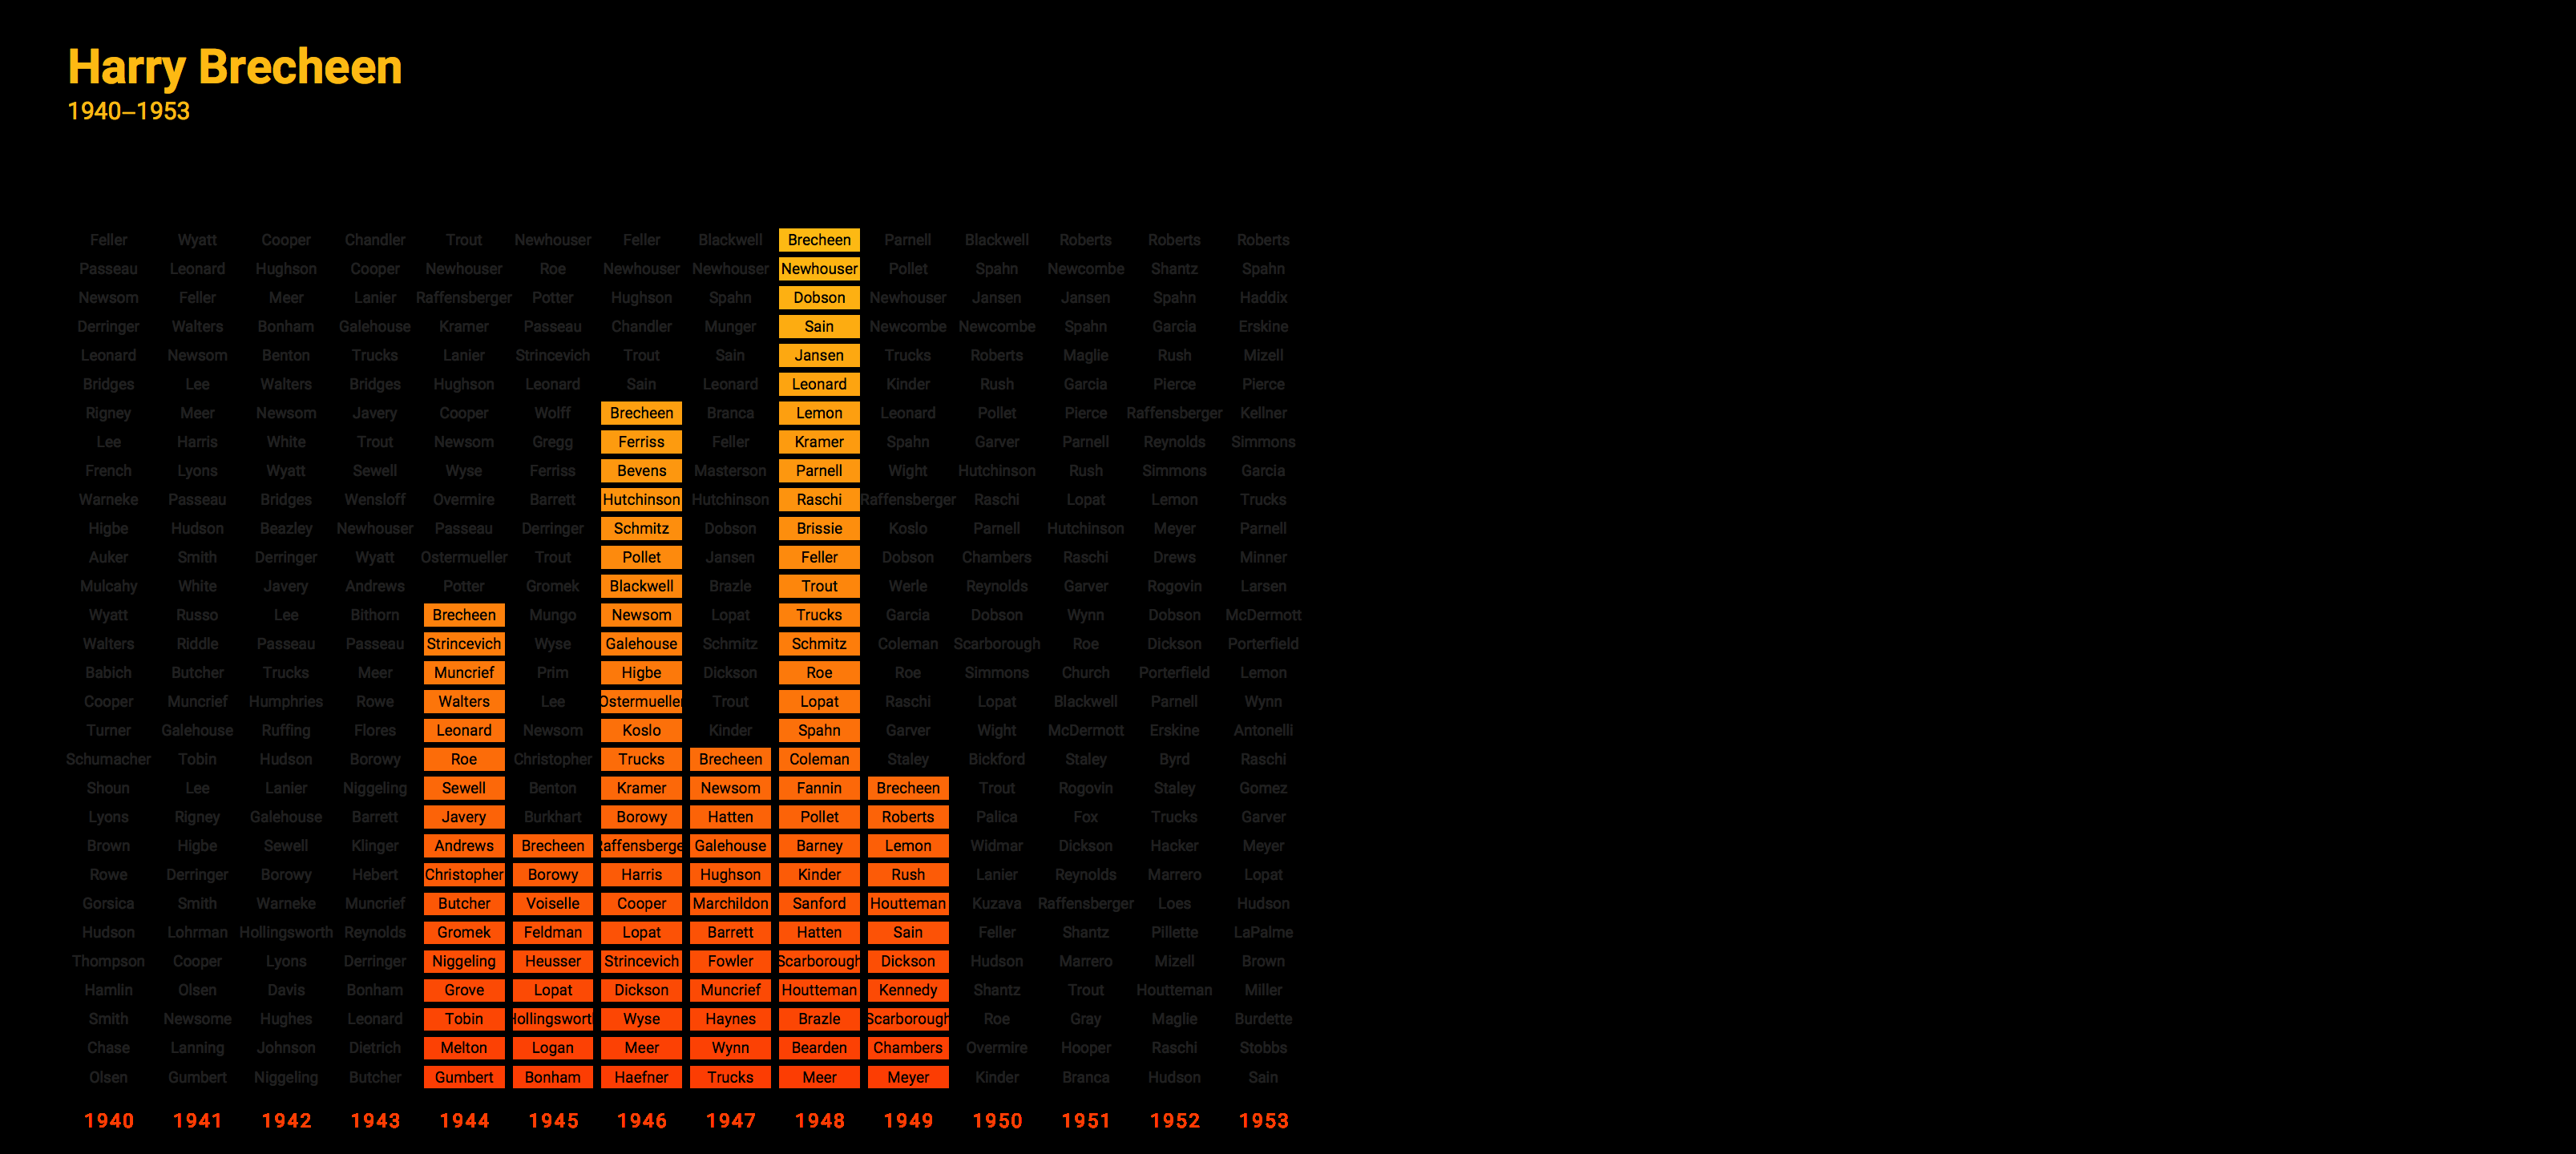 Harry Brecheen
1940–1953
Feller Wyatt Cooper Chandler Trout Newhouser Feller Blackwell Brecheen Parnell Blackwell Roberts Roberts Roberts
Passeau Leonard Hughson Cooper Newhouser Roe Newhouser Newhouser Newhouser Pollet Spahn Newcombe Shantz Spahn
Newsom Feller Meer Lanier Raffensberger Potter Hughson Spahn Dobson Newhouser Jansen Jansen Spahn Haddix
Derringer Walters Bonham Galehouse Kramer Passeau Chandler Munger Sain Newcombe Newcombe Spahn Garcia Erskine
Leonard Newsom Benton Trucks Lanier Strincevich Trout Sain Jansen Trucks Roberts Maglie Rush Mizell
Bridges Lee Walters Bridges Hughson Leonard Sain Leonard Leonard Kinder Rush Garcia Pierce Pierce
Rigney Meer Newsom Javery Cooper Wolff Brecheen Branca Lemon Leonard Pollet Pierce Raffensberger Kellner
Lee Harris White Trout Newsom Gregg Ferriss Feller Kramer Spahn Garver Parnell Reynolds Simmons
French Lyons Wyatt Sewell Wyse Ferriss Bevens Masterson Parnell Wight Hutchinson Rush Simmons Garcia
Warneke Passeau Bridges Wensloff Overmire Barrett Hutchinson Hutchinson Raschi Raffensberger Raschi Lopat Lemon Trucks
Higbe Hudson Beazley Newhouser Passeau Derringer Schmitz Dobson Brissie Koslo Parnell Hutchinson Meyer Parnell
Auker Smith Derringer Wyatt Ostermueller Trout Pollet Jansen Feller Dobson Chambers Raschi Drews Minner
Mulcahy White Javery Andrews Potter Gromek Blackwell Brazle Trout Werle Reynolds Garver Rogovin Larsen
Wyatt Russo Lee Bithorn Brecheen Mungo Newsom Lopat Trucks Garcia Dobson Wynn Dobson McDermott
Walters Riddle Passeau Passeau Strincevich Wyse Galehouse Schmitz Schmitz Coleman Scarborough Roe Dickson Porterfield
Babich Butcher Trucks Meer Muncrief Prim Higbe Dickson Roe Roe Simmons Church Porterfield Lemon
Cooper Muncrief Humphries Rowe Walters Lee Ostermueller Trout Lopat Raschi Lopat Blackwell Parnell Wynn
Turner Galehouse Ruffing Flores Leonard Newsom Koslo Kinder Spahn Garver Wight McDermott Erskine Antonelli
Schumacher Tobin Hudson Borowy Roe Christopher Trucks Brecheen Coleman Staley Bickford Staley Byrd Raschi
Shoun Lee Lanier Niggeling Sewell Benton Kramer Newsom Fannin Brecheen Trout Rogovin Staley Gomez
Lyons Rigney Galehouse Barrett Javery Burkhart Borowy Hatten Pollet Roberts Palica Fox Trucks Garver
Brown Higbe Sewell Klinger Andrews Brecheen affensberge Galehouse Barney Lemon Widmar Dickson Hacker Meyer
Rowe Derringer Borowy Hebert Christopher Borowy Harris Hughson Kinder Rush Lanier Reynolds Marrero Lopat
Gorsica Smith Warneke Muncrief Butcher Voiselle Cooper Marchildon Sanford Houtteman Kuzava Raffensberger Loes Hudson
Hudson Lohrman Hollingsworth Reynolds Gromek Feldman Lopat Barrett Hatten Sain Feller Shantz Pillette LaPalme
Thompson Cooper Lyons Derringer Niggeling Heusser Strincevich Fowler Scarborough Dickson Hudson Marrero Mizell Brown
Hamlin Olsen Davis Bonham Grove Lopat Dickson Muncrief Houtteman Kennedy Shantz Trout Houtteman Miller
Smith Newsome Hughes Leonard Tobin Hollingsworth Wyse Haynes Brazle Scarborough Roe Gray Maglie Burdette
Chase Lanning Johnson Dietrich Melton Logan Meer Wynn Bearden Chambers Overmire Hooper Raschi Stobbs
Olsen Gumbert Niggeling Butcher Gumbert Bonham Haefner Trucks Meer Meyer Kinder Branca Hudson Sain
1940 1941 1942 1943 1944 1945 1946 1947 1948 1949 1950 1951 1952 1953